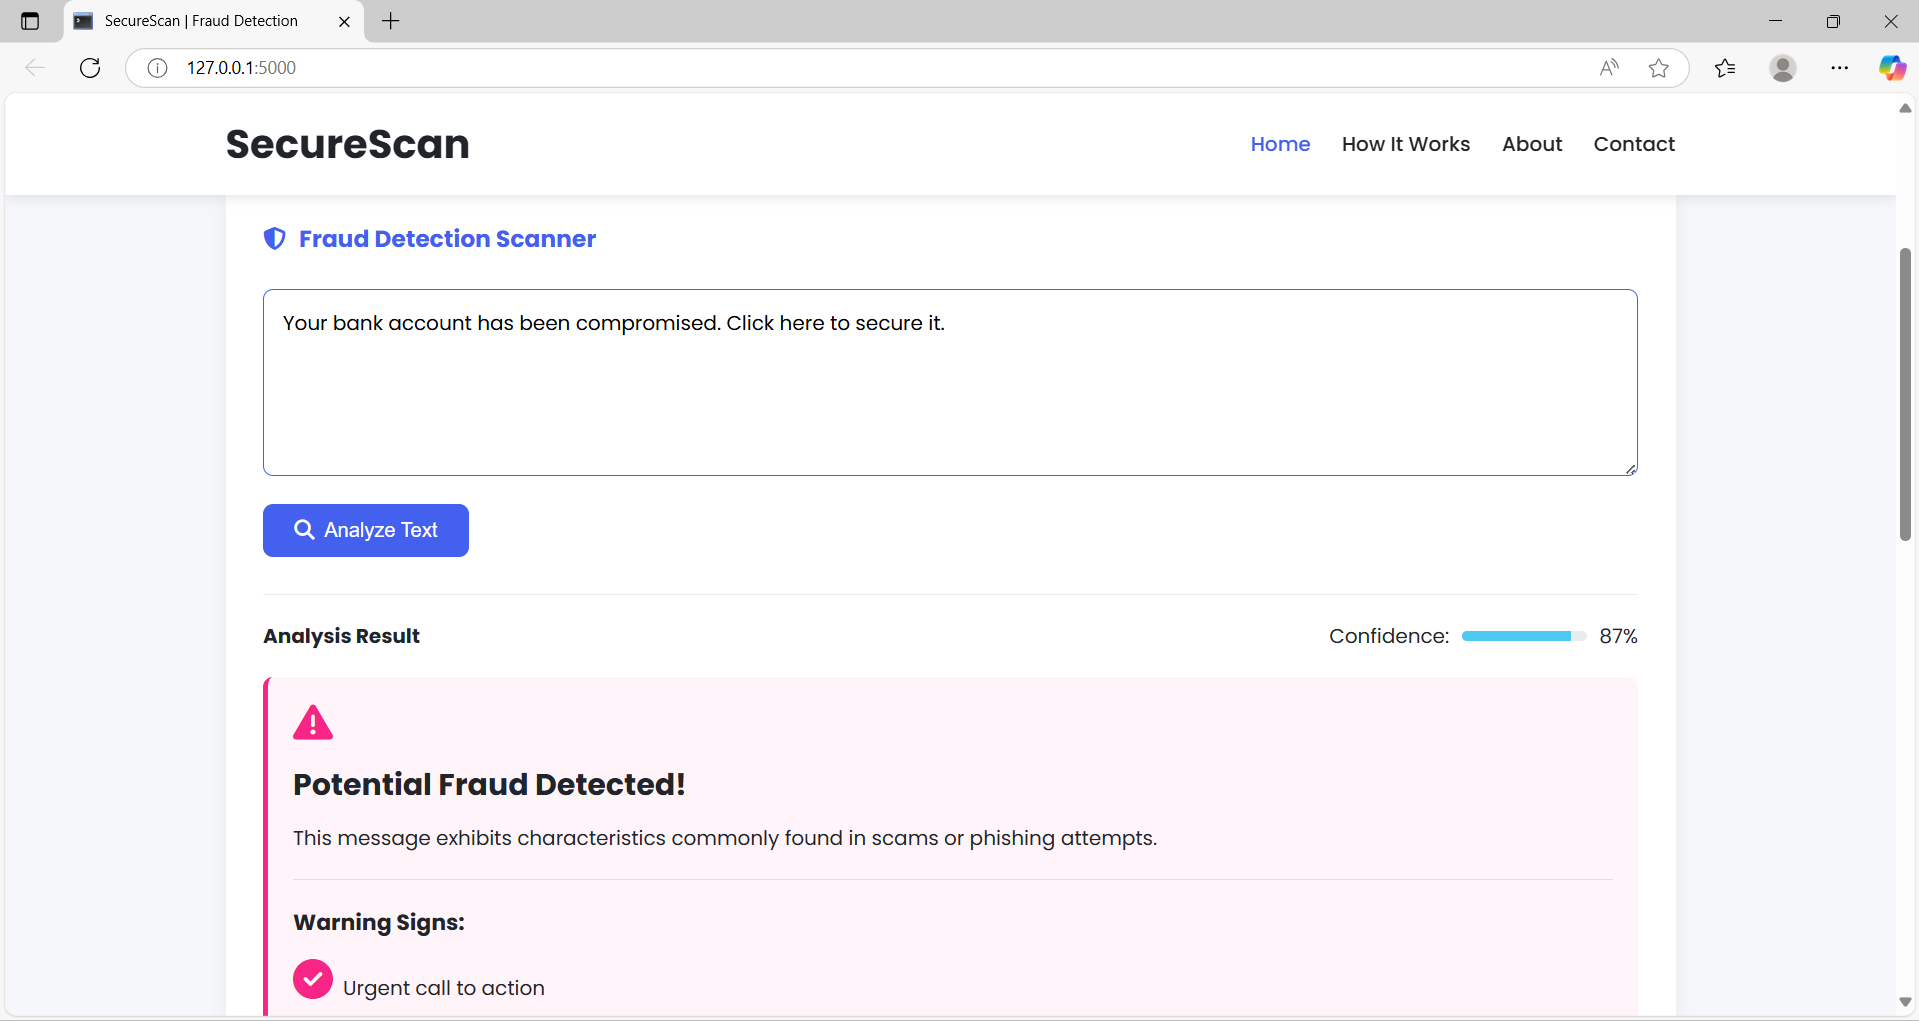 SecureScan | Fraud Detection
127.0.0.1:5000
SecureScan
Home How It Works About Contact
Fraud Detection Scanner
Your bank account has been compromised. Click here to secure it.
Analyze Text
Analysis Result Confidence: 87%
Potential Fraud Detected!
This message exhibits characteristics commonly found in scams or phishing attempts.
Warning Signs:
Urgent call to action